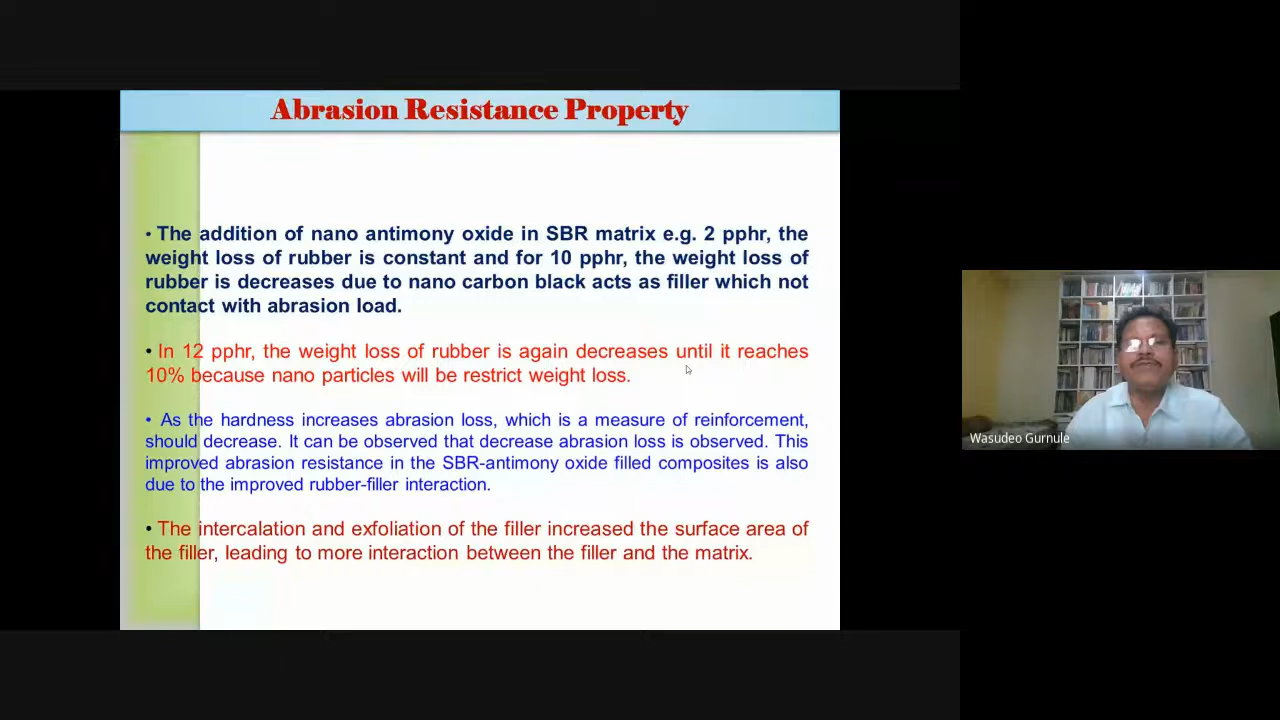 Abrasion Resistance Property
• The addition of nano antimony oxide in SBR matrix e.g. 2 pphr, the
weight loss of rubber is constant and for 10 pphr, the weight loss of
rubber is decreases due to nano carbon black acts as filler which not
contact with abrasion load.
• In 12 pphr, the weight loss of rubber is again decreases until it reaches
10% because nano particles will be restrict weight loss.
• As the hardness increases abrasion loss, which is a measure of reinforcement,
should decrease. It can be observed that decrease abrasion loss is observed. This
improved abrasion resistance in the SBR-antimony oxide filled composites is also
due to the improved rubber-filler interaction.
• The intercalation and exfoliation of the filler increased the surface area of
the filler, leading to more interaction between the filler and the matrix.
Wasudeo Gurnule